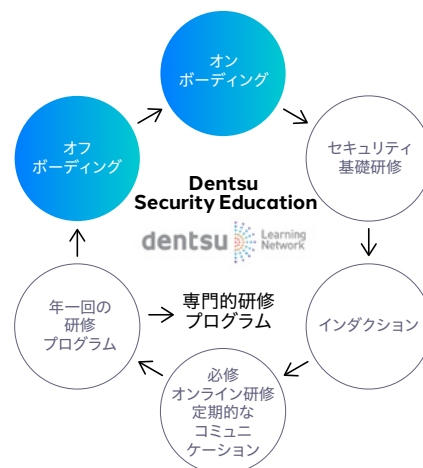 オン
ボーディング
オフ
ボーディング
セキュリティ
基礎研修
Dentsu
Security Education
dentsu Learning
Network
年一回の
研修
プログラム
専門的研修
プログラム
インダクション
必修
オンライン研修
定期的な
コミュニ
ケーション